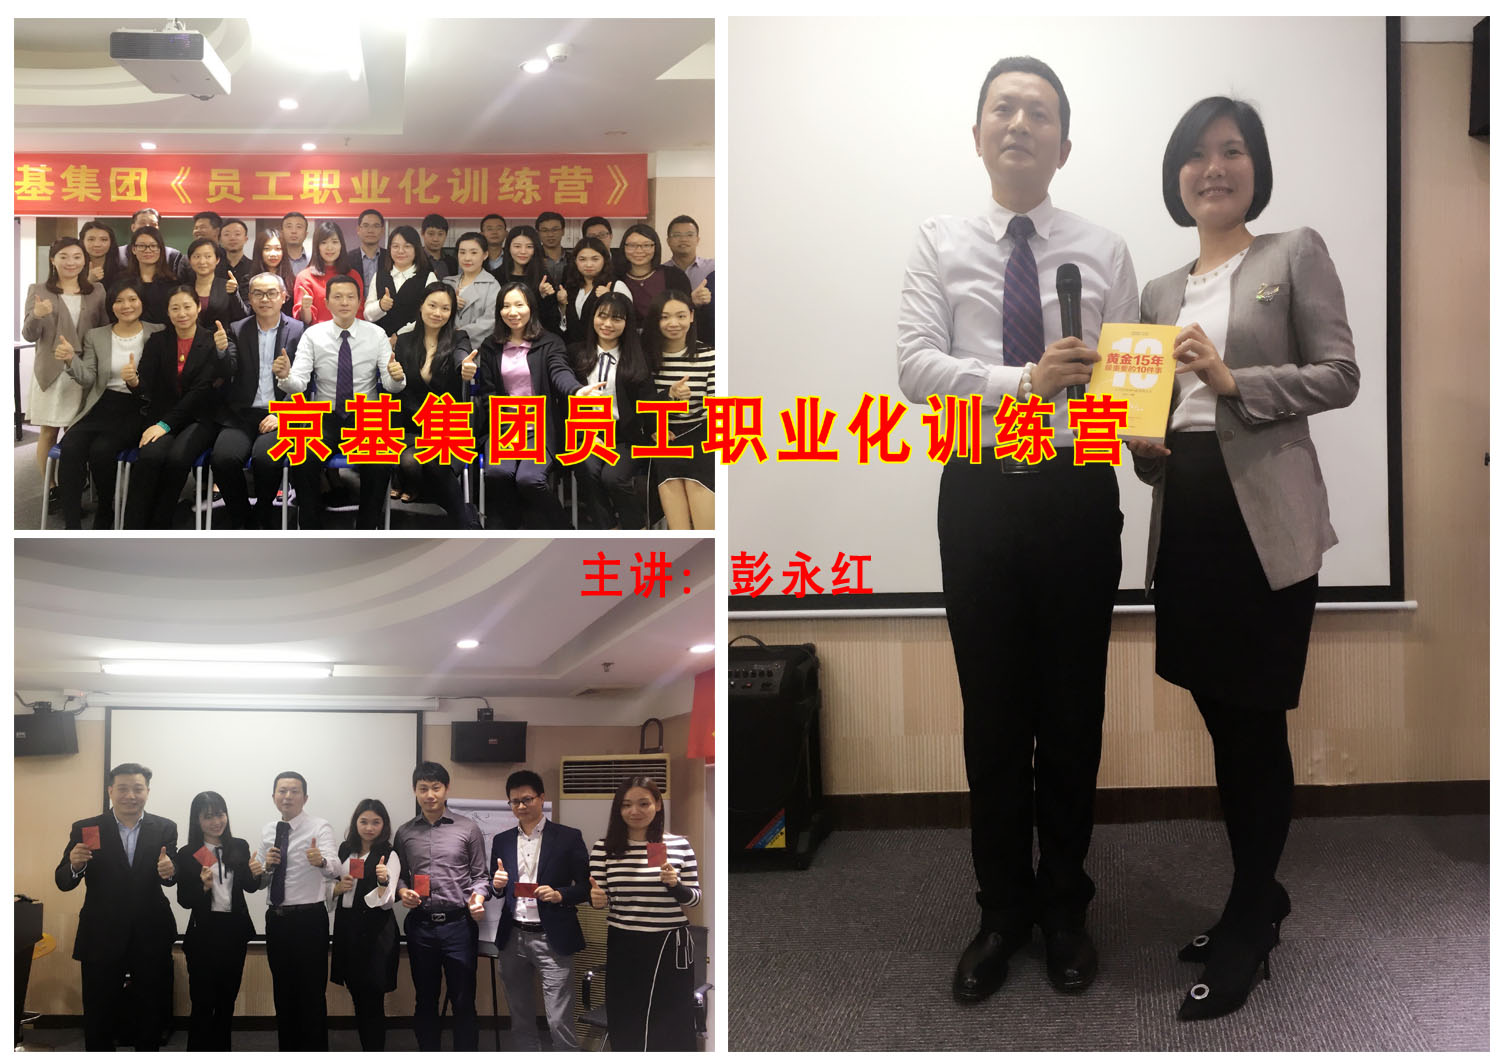 基集团《员工职业化训练营》
京基集团员工职业化训练营
主讲：彭永红
10
黄金15年
最重要的10件事